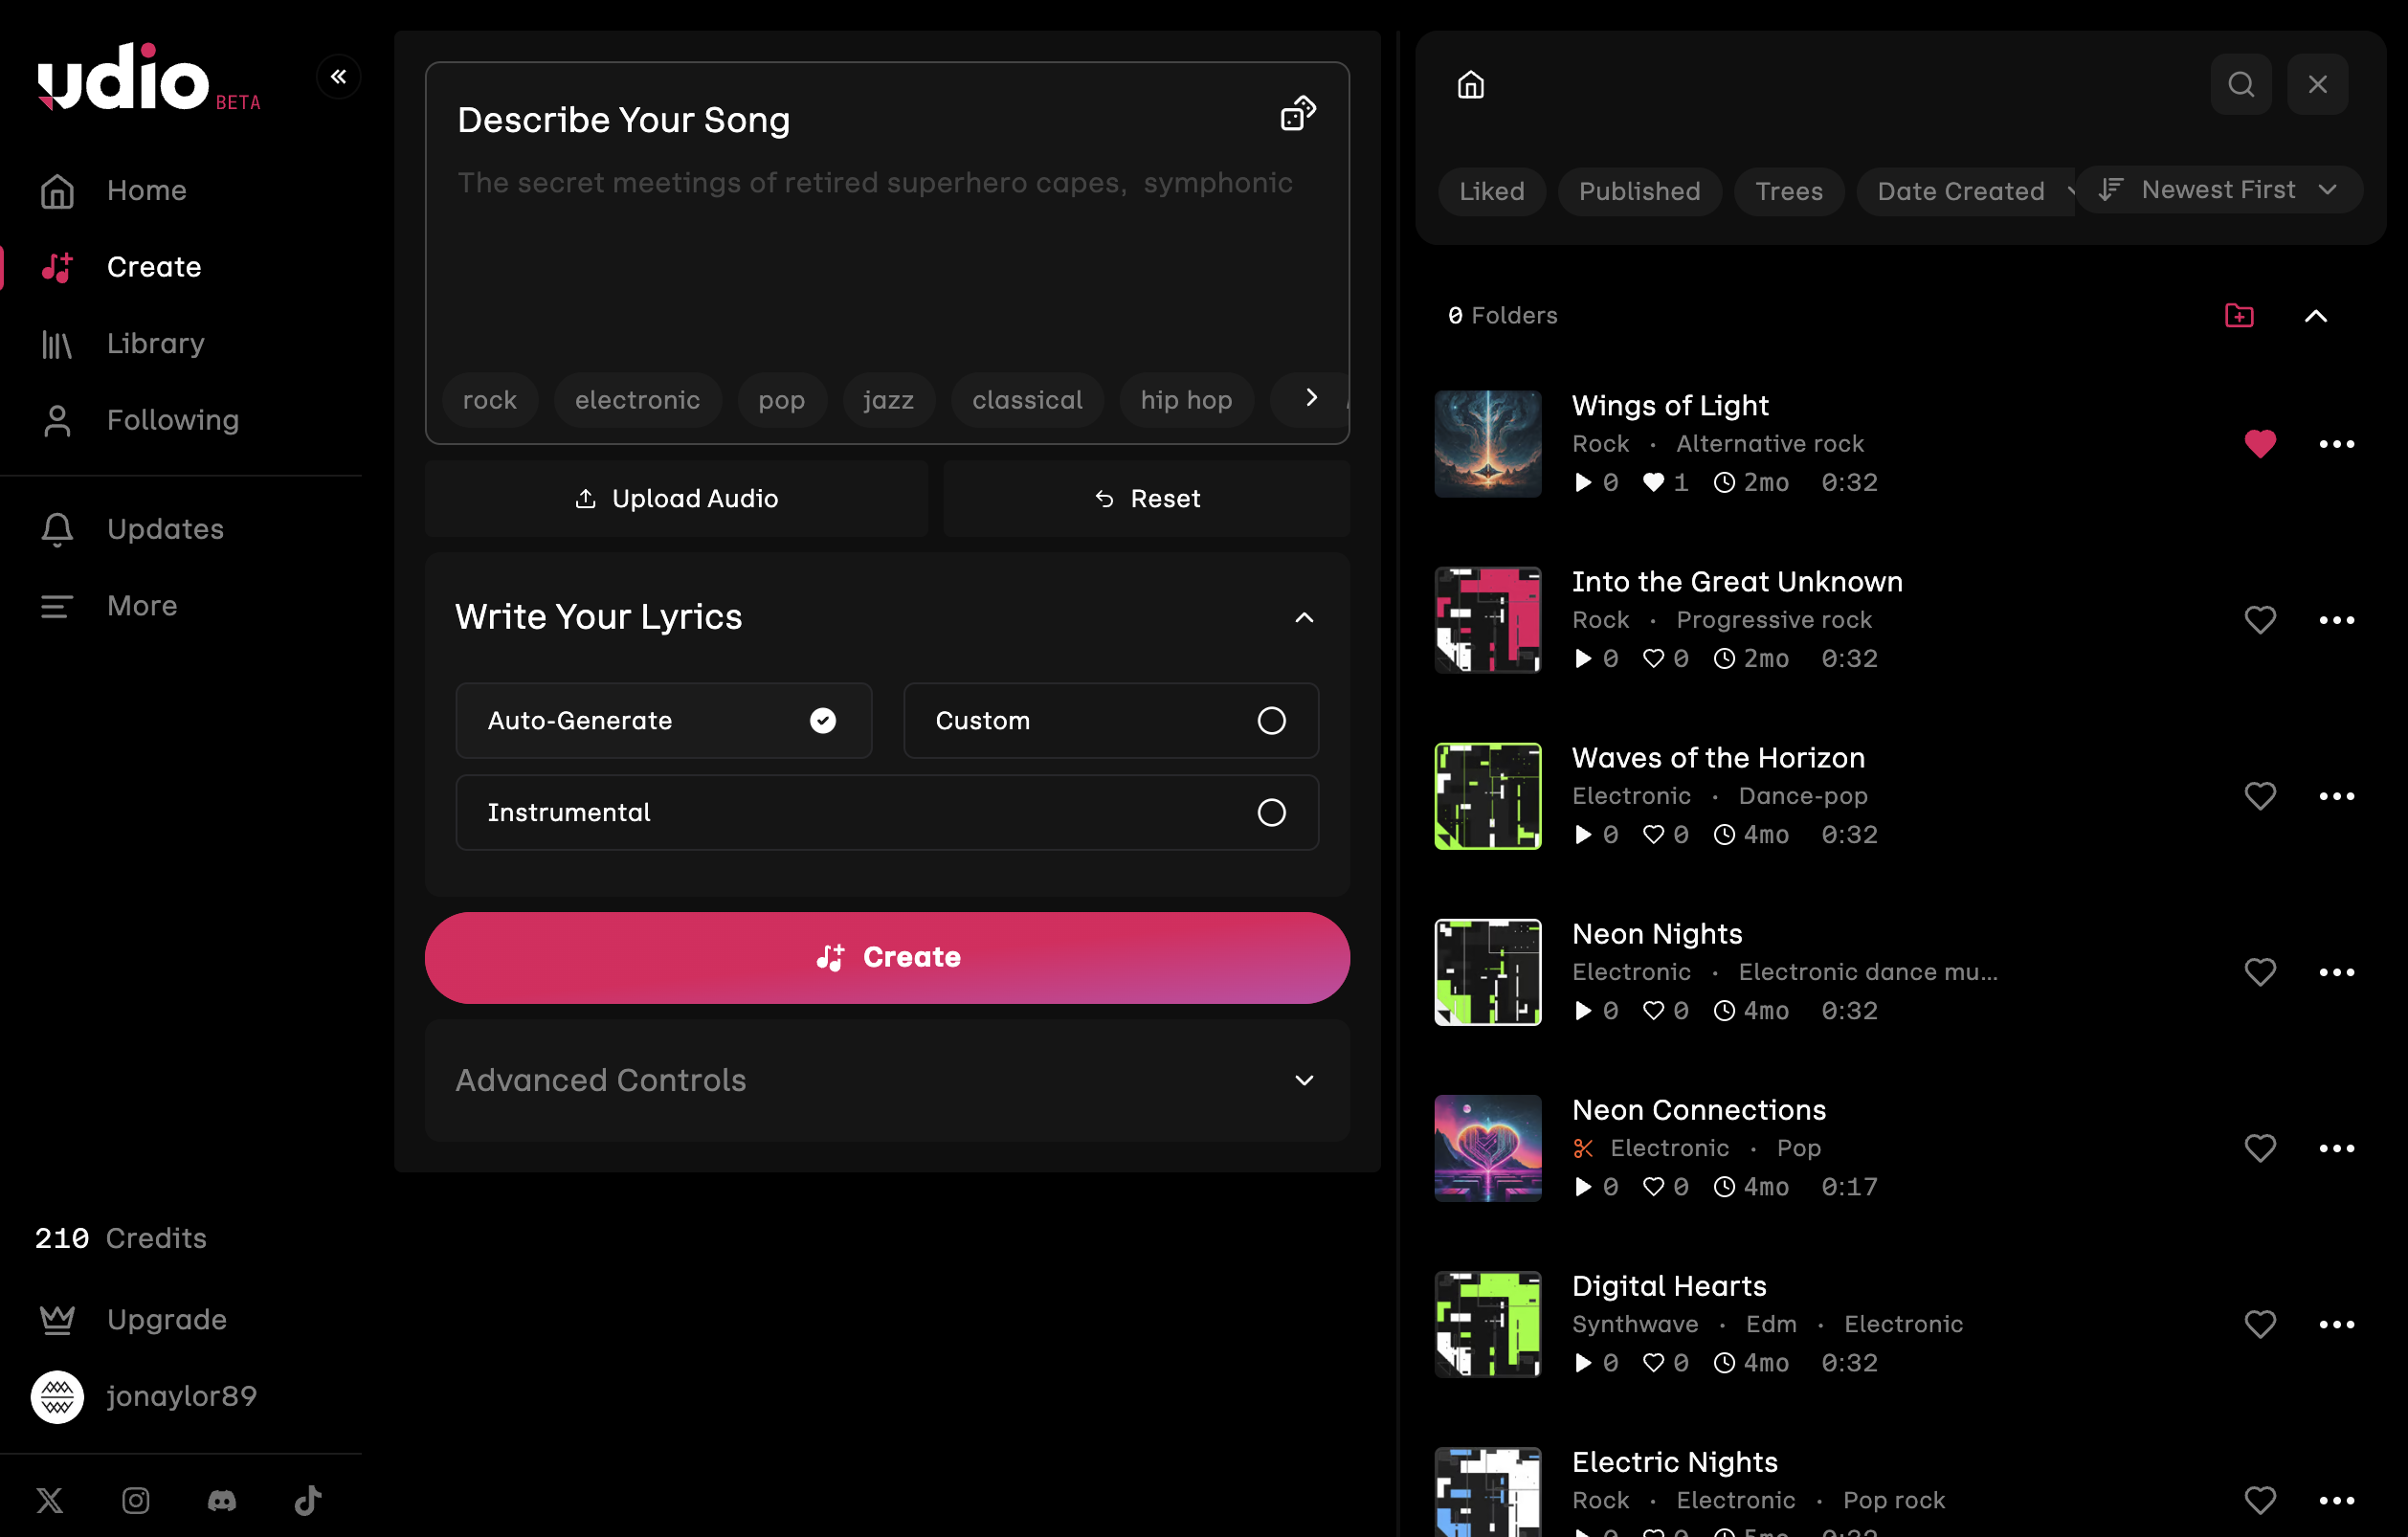 udio BETA
Home
Create
Library
Following
Updates
More
210 Credits
Upgrade
jonaylor89
Describe Your Song
The secret meetings of retired superhero capes, symphonic
rock electronic pop jazz classical hip hop
Upload Audio Reset
Write Your Lyrics
Auto-Generate Custom
Instrumental
Create
Advanced Controls
Liked Published Trees Date Created Newest First
0 Folders
Wings of Light
Rock · Alternative rock
0 1 2mo 0:32
Into the Great Unknown
Rock · Progressive rock
0 0 2mo 0:32
Waves of the Horizon
Electronic · Dance-pop
0 0 4mo 0:32
Neon Nights
Electronic · Electronic dance mu...
0 0 4mo 0:32
Neon Connections
Electronic · Pop
0 0 4mo 0:17
Digital Hearts
Synthwave · Edm · Electronic
0 0 4mo 0:32
Electric Nights
Rock · Electronic · Pop rock
0 0 5mo 0:32